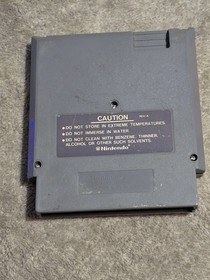 CAUTION
•DO NOT STORE IN EXTREME TEMPERATURES.
•DO NOT IMMERSE IN WATER.
•DO NOT CLEAN WITH BENZENE, THINNER,
ALCOHOL OR OTHER SUCH SOLVENTS.
Nintendo